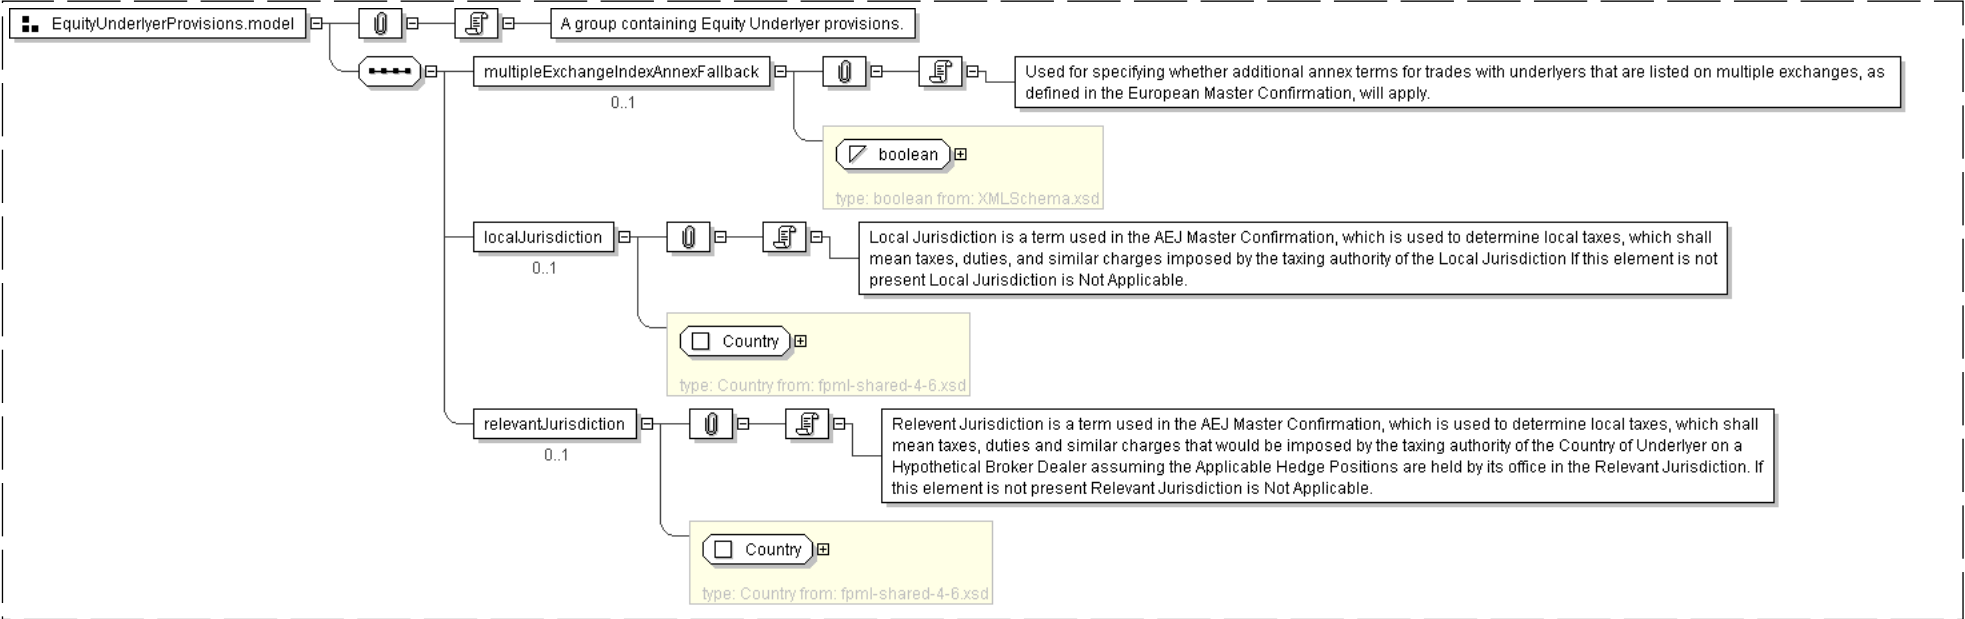 EquityUnderlyerProvisions.model
A group containing Equity Underlyer provisions.
multipleExchangeIndexAnnexFallback
0..1
Used for specifying whether additional annex terms for trades with underlyers that are listed on multiple exchanges, as
defined in the European Master Confirmation, will apply.
boolean
type: boolean from: XMLSchema.xsd
localJurisdiction
0..1
Local Jurisdiction is a term used in the AEJ Master Confirmation, which is used to determine local taxes, which shall
mean taxes, duties, and similar charges imposed by the taxing authority of the Local Jurisdiction If this element is not
present Local Jurisdiction is Not Applicable.
Country
type: Country from: fpml-shared-4-6.xsd
relevantJurisdiction
0..1
Relevent Jurisdiction is a term used in the AEJ Master Confirmation, which is used to determine local taxes, which shall
mean taxes, duties and similar charges that would be imposed by the taxing authority of the Country of Underlyer on a
Hypothetical Broker Dealer assuming the Applicable Hedge Positions are held by its office in the Relevant Jurisdiction. If
this element is not present Relevant Jurisdiction is Not Applicable.
Country
type: Country from: fpml-shared-4-6.xsd